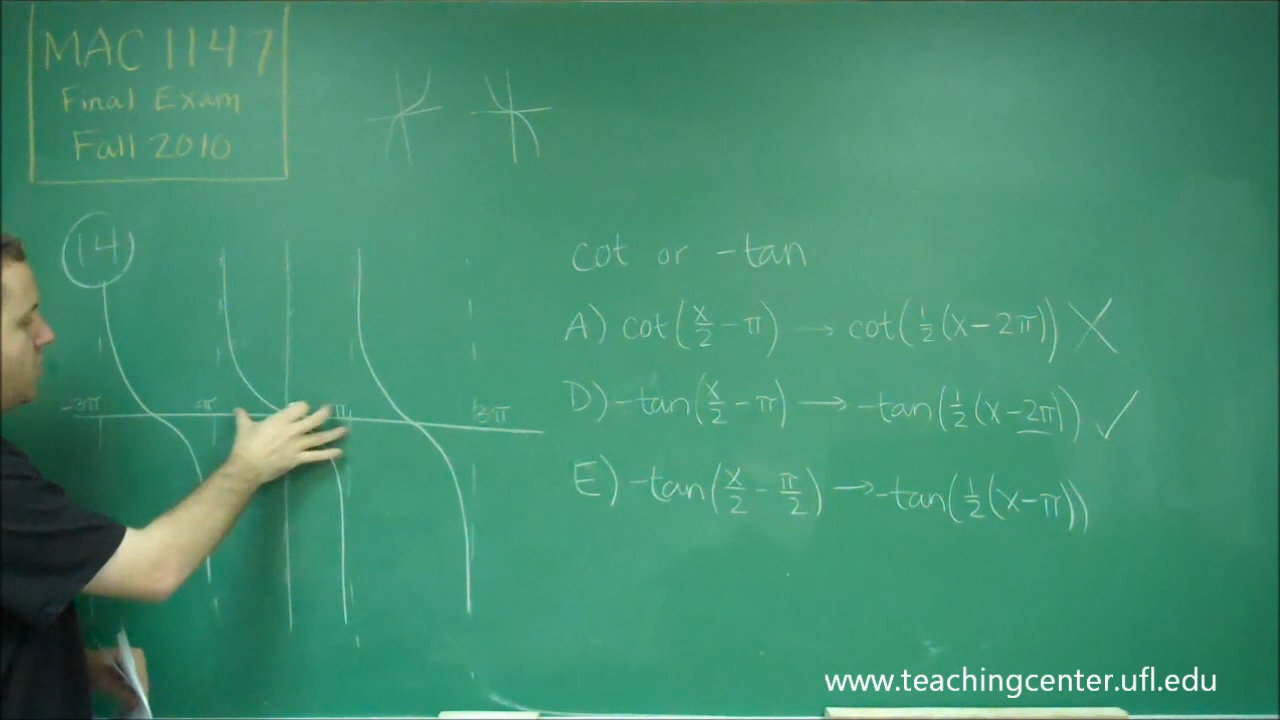 MAC 1147
Final Exam
Fall 2010
14
cot or -tan
A) cot(x/2 - π) → cot(1/2(x - 2π)) X
D) -tan(x/2 - π) → -tan(1/2(x - 2π)) ✓
E) -tan(x/2 - π/2) → -tan(1/2(x - π))
-3π -π π 3π
www.teachingcenter.ufl.edu